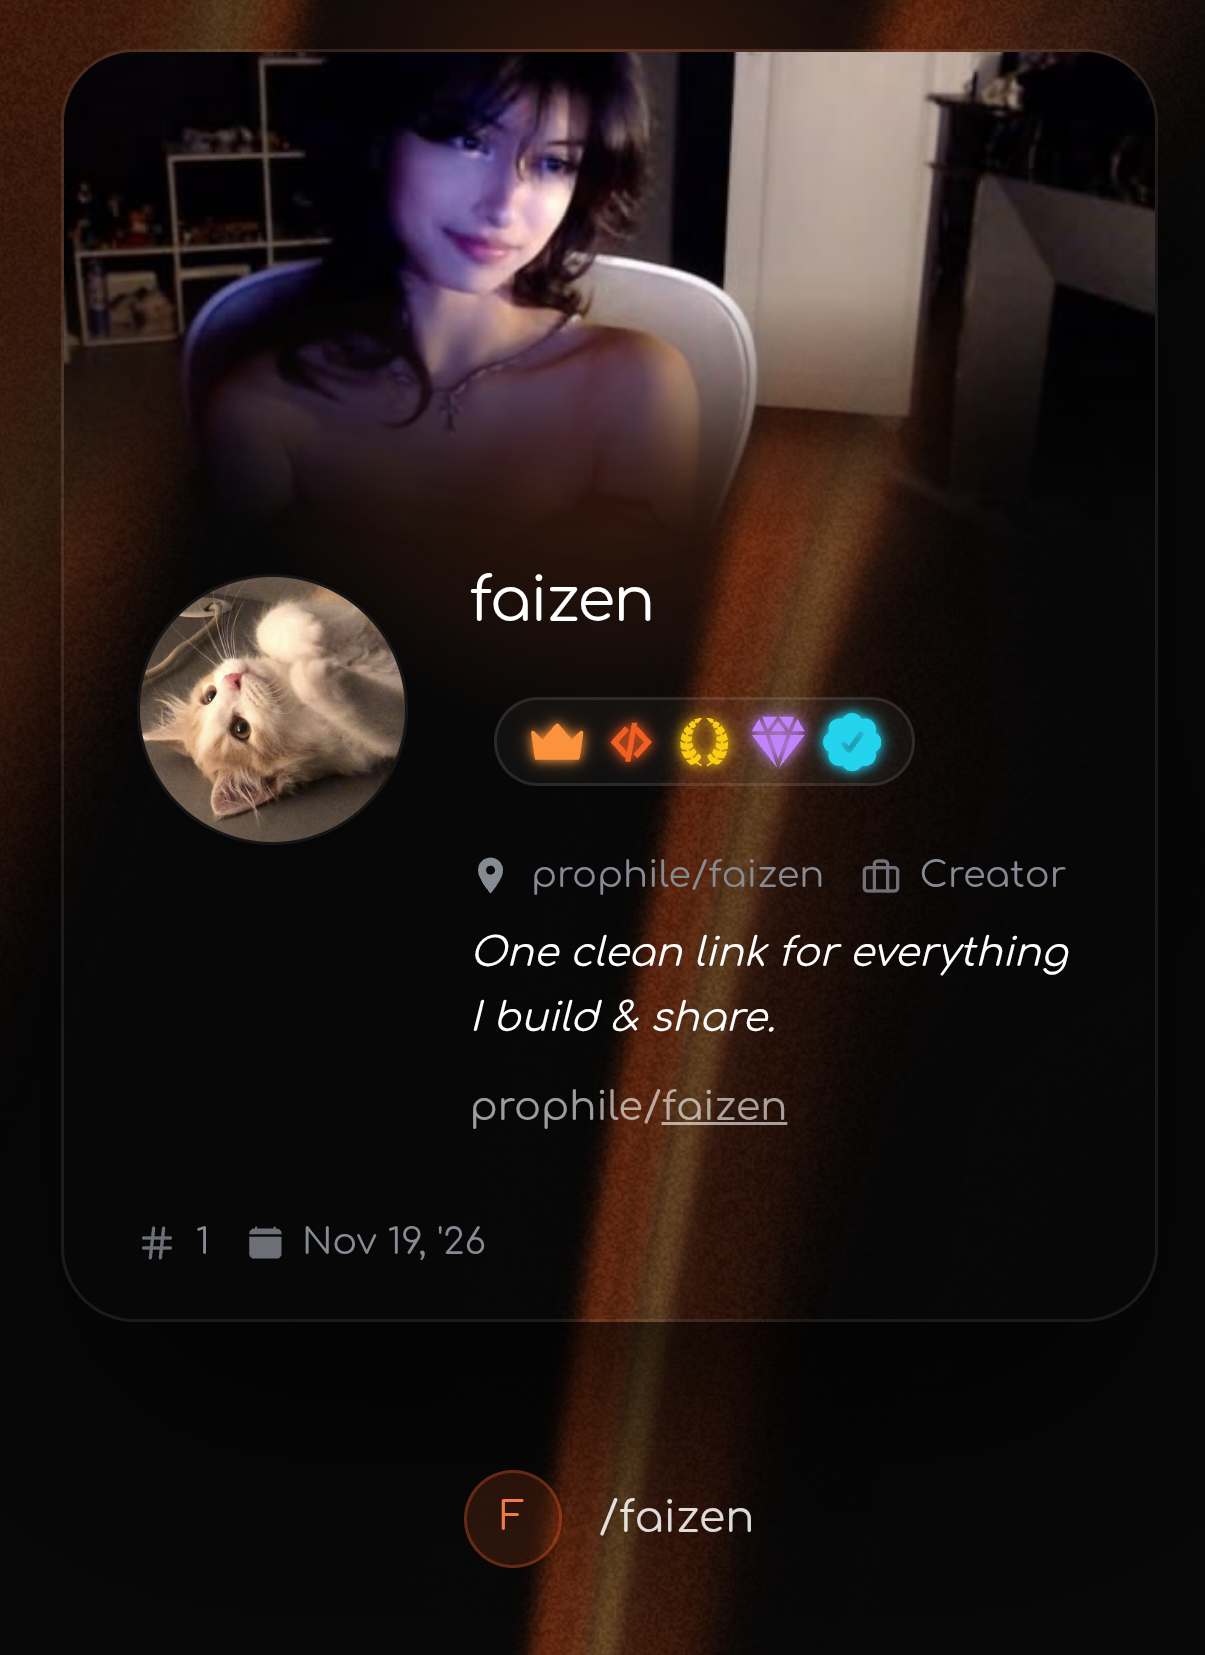 faizen
prophile/faizen Creator
One clean link for everything
I build & share.
prophile/faizen
# 1 Nov 19, '26
F /faizen